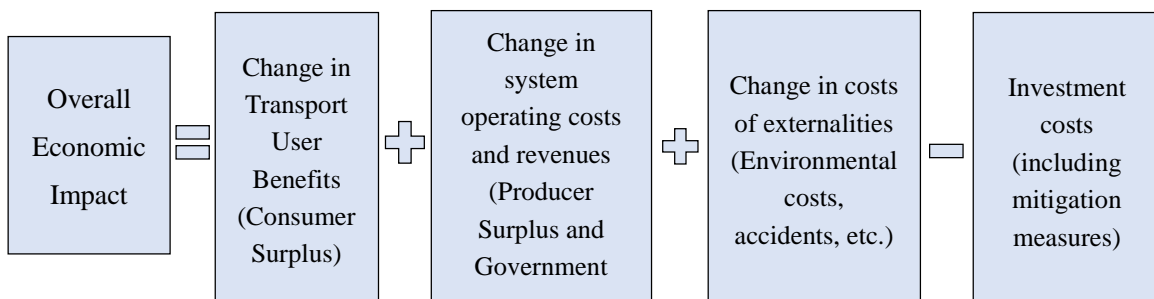 Overall
Economic
Impact
=
Change in
Transport
User
Benefits
(Consumer
Surplus)
+
Change in
system
operating costs
and revenues
(Producer
Surplus and
Government
+
Change in costs
of externalities
(Environmental
costs,
accidents, etc.)
-
Investment
costs
(including
mitigation
measures)